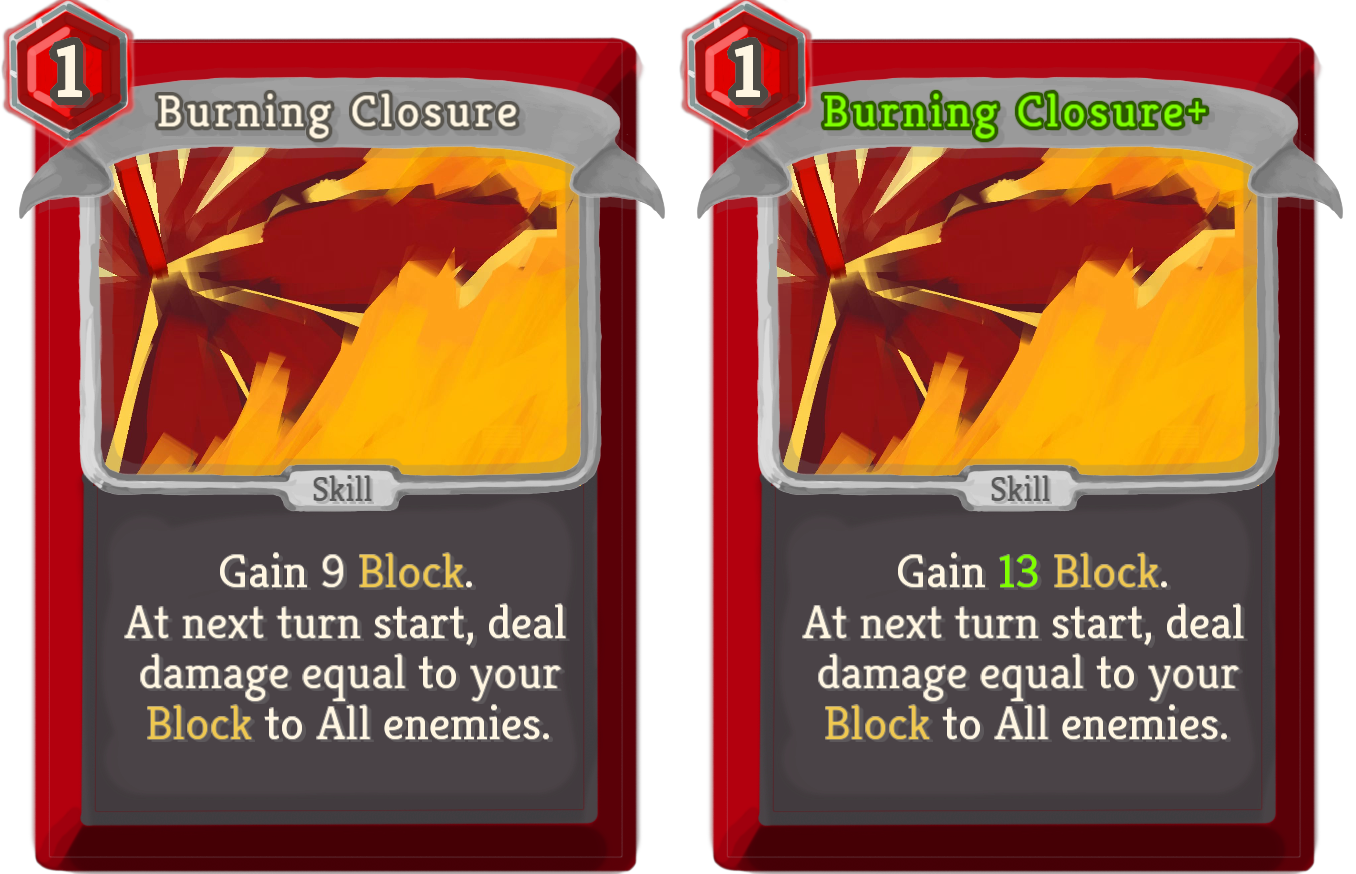 1
Burning Closure
Skill
Gain 9 Block.
At next turn start, deal
damage equal to your
Block to All enemies.
1
Burning Closure+
Skill
Gain 13 Block.
At next turn start, deal
damage equal to your
Block to All enemies.